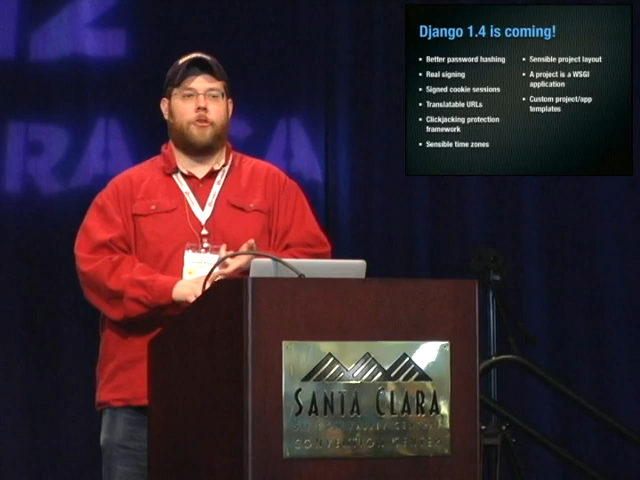 Django 1.4 is coming!
Better password hashing
Real signing
Signed cookie sessions
Translatable URLs
Clickjacking protection
framework
Sensible time zones
Sensible project layout
A project is a WSGI
application
Custom project/app
templates
SANTA CLARA
CONVENTION CENTER